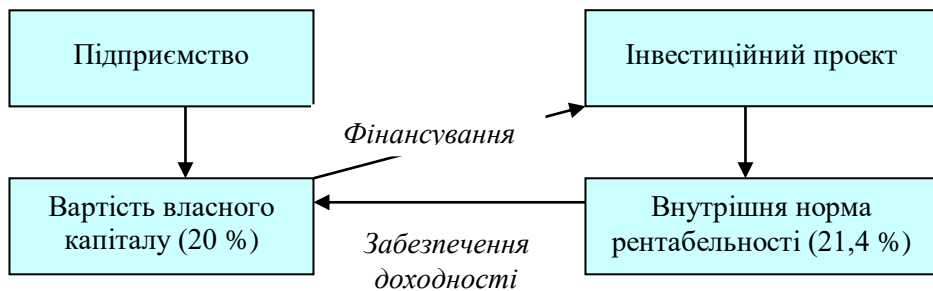 Підприємство
Інвестиційний проект
Фінансування
Вартість власного
капіталу (20 %)
Внутрішня норма
рентабельності (21,4 %)
Забезпечення
доходності